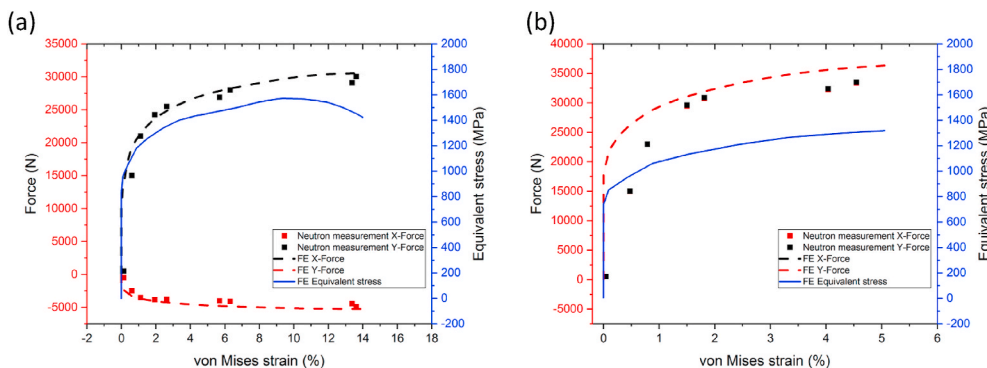 (a)
35000
30000
25000
20000
15000
10000
5000
0
-5000
Force (N)
2000
1800
1600
1400
1200
1000
800
600
400
200
0
-200
Equivalent stress (MPa)
Neutron measurement X-Force
Neutron measurement Y-Force
FE X-Force
FE Y-Force
FE Equivalent stress
-2 0 2 4 6 8 10 12 14 16 18
von Mises strain (%)
(b)
40000
35000
30000
25000
20000
15000
10000
5000
0
-5000
Force (N)
2000
1800
1600
1400
1200
1000
800
600
400
200
0
-200
Equivalent stress (MPa)
Neutron measurement X-Force
Neutron measurement Y-Force
FE X-Force
FE Y-Force
FE Equivalent stress
0 1 2 3 4 5 6
von Mises strain (%)